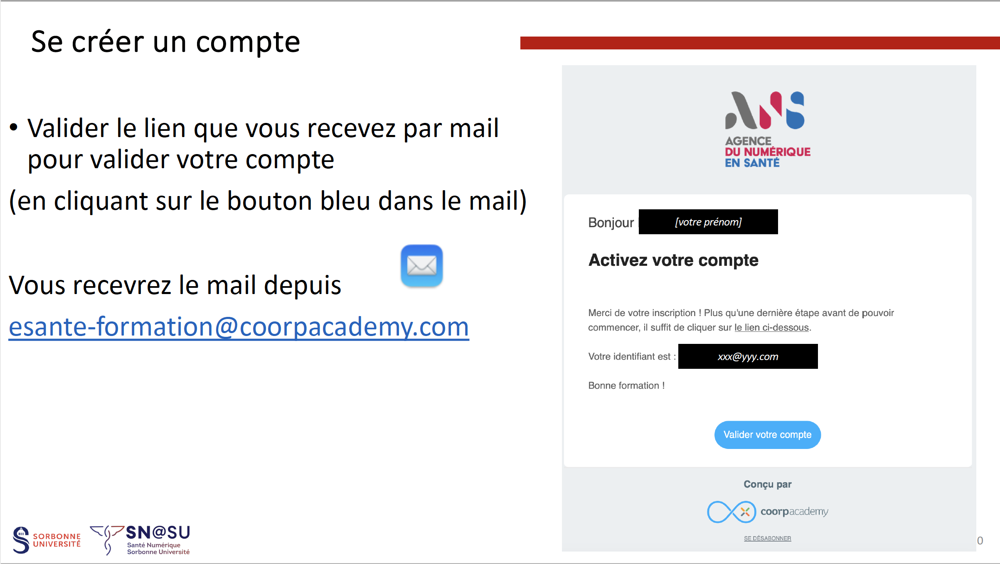 Se créer un compte
• Valider le lien que vous recevez par mail
pour valider votre compte
(en cliquant sur le bouton bleu dans le mail)
Vous recevrez le mail depuis
esante-formation@coorpacademy.com
ANS
AGENCE
DU NUMÉRIQUE
EN SANTÉ
Bonjour [votre prénom]
Activez votre compte
Merci de votre inscription ! Plus qu'une dernière étape avant de pouvoir
commencer, il suffit de cliquer sur le lien ci-dessous.
Votre identifiant est : xxx@yyy.com
Bonne formation !
Valider votre compte
Conçu par
coorpacademy
SE DÉSABONNER
SORBONNE
UNIVERSITÉ
SN@SU
Santé Numérique
Sorbonne Université
0